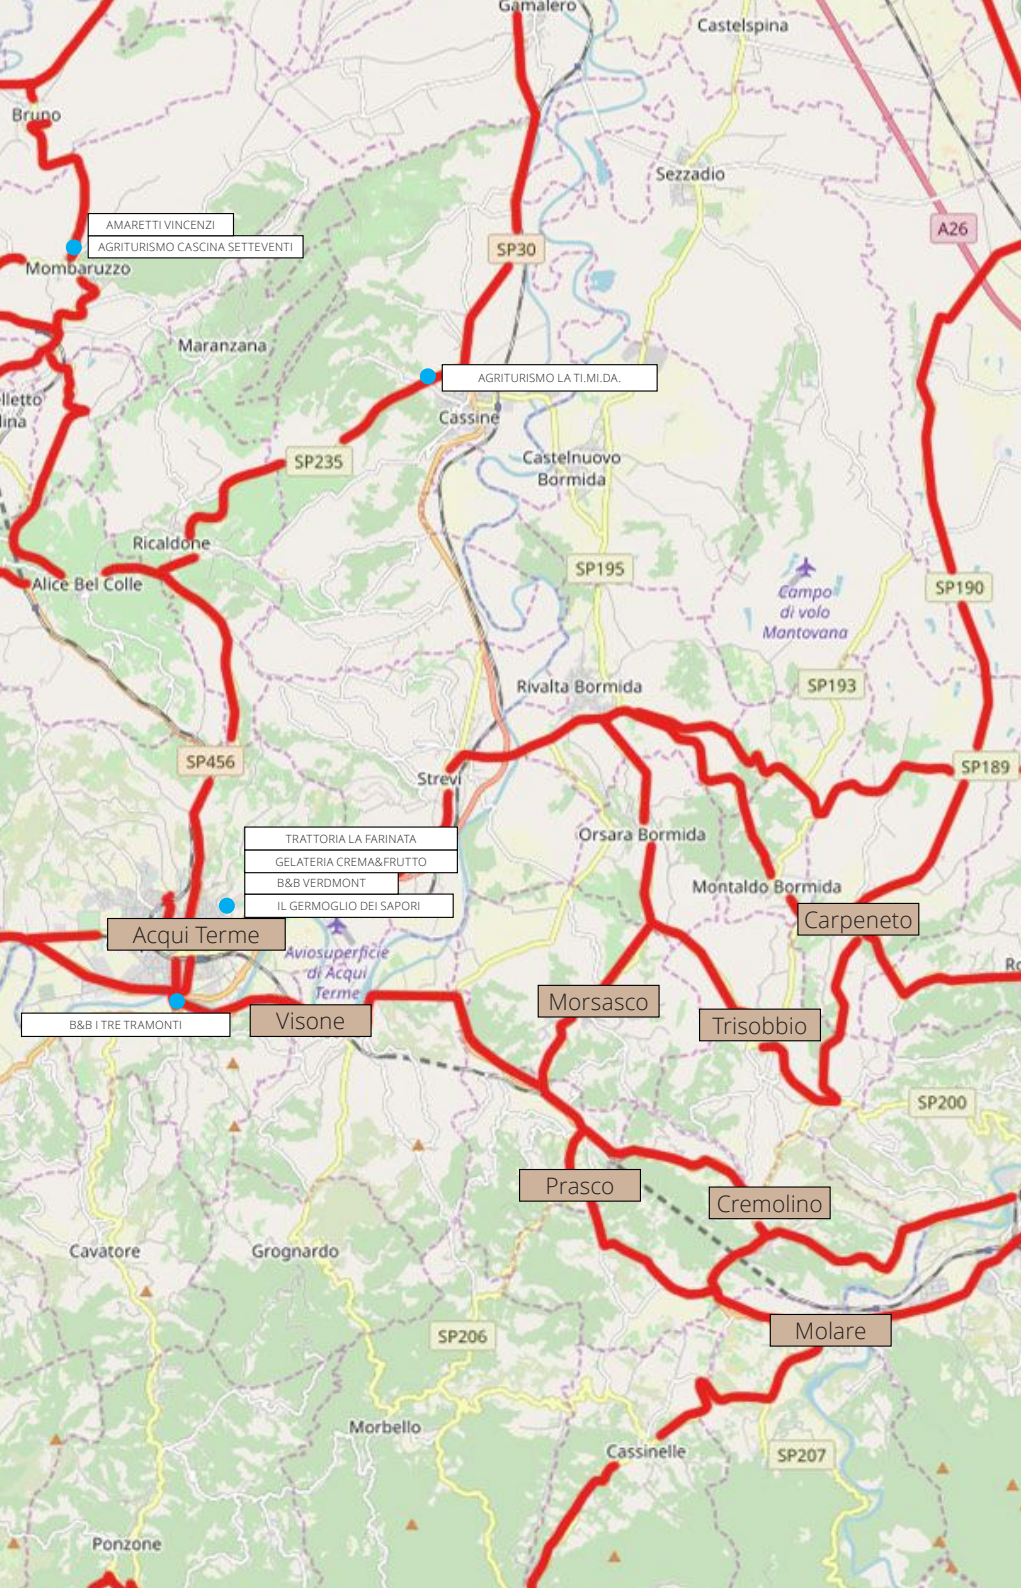 Gamalero
Castelspina
Bruno
Sezzadio
AMARETTI VINCENZI
A26
AGRITURISMO CASCINA SETTEVENTI
SP30
Mombaruzzo
Maranzana
AGRITURISMO LA TI.MI.DA.
lletto
lina
Cassine
SP235
Castelnuovo
Bormida
Ricaldone
Alice Bel Colle
SP195
SP190
Campo
di volo
Mantovana
Rivalta Bormida
SP193
SP456
Strevi
SP189
TRATTORIA LA FARINATA
Orsara Bormida
GELATERIA CREMA&FRUTTO
B&B VERDMONT
Montaldo Bormida
IL GERMOGLIO DEI SAPORI
Carpeneto
Acqui Terme
Aviosuperficie
di Acqui
Terme
Ro
Morsasco
Visone
B&B I TRE TRAMONTI
Trisobbio
SP200
Prasco
Cremolino
Cavatore
Grognardo
SP206
Molare
Morbello
Cassinelle
SP207
Ponzone